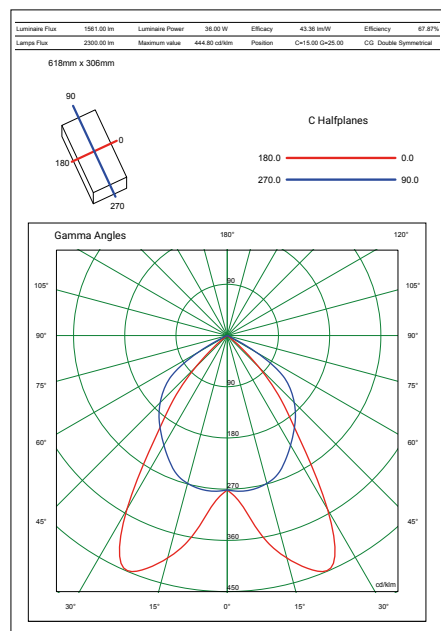 Luminaire Flux 1561.00 lm Luminaire Power 36.00 W Efficacy 43.36 lm/W Efficiency 67.87%
Lamps Flux 2300.00 lm Maximum value 444.80 cd/klm Position C=15.00 G=25.00 CG Double Symmetrical
618mm x 306mm
90
0
180
270
C Halfplanes
180.0 0.0
270.0 90.0
Gamma Angles 180° 120°
105° 90 105°
90° 90°
90
75° 75°
180
60° 60°
270
45° 45°
360
cd/klm
450
30° 15° 0° 15° 30°